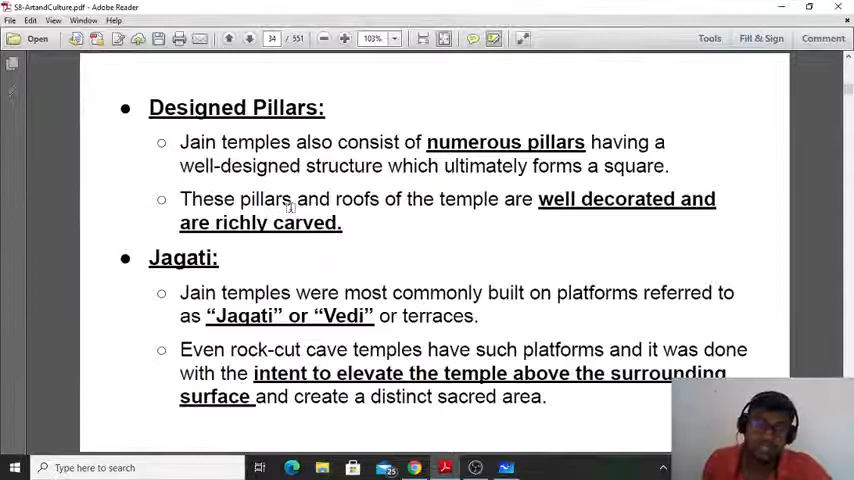 S8-ArtandCulture.pdf - Adobe Reader
File Edit View Window Help
Open 34 / 551 103% Tools Fill & Sign Comment
● Designed Pillars:
○ Jain temples also consist of numerous pillars having a
well-designed structure which ultimately forms a square.
○ These pillars and roofs of the temple are well decorated and
are richly carved.
● Jagati:
○ Jain temples were most commonly built on platforms referred to
as “Jagati” or “Vedi” or terraces.
○ Even rock-cut cave temples have such platforms and it was done
with the intent to elevate the temple above the surrounding
surface and create a distinct sacred area.
Type here to search
25